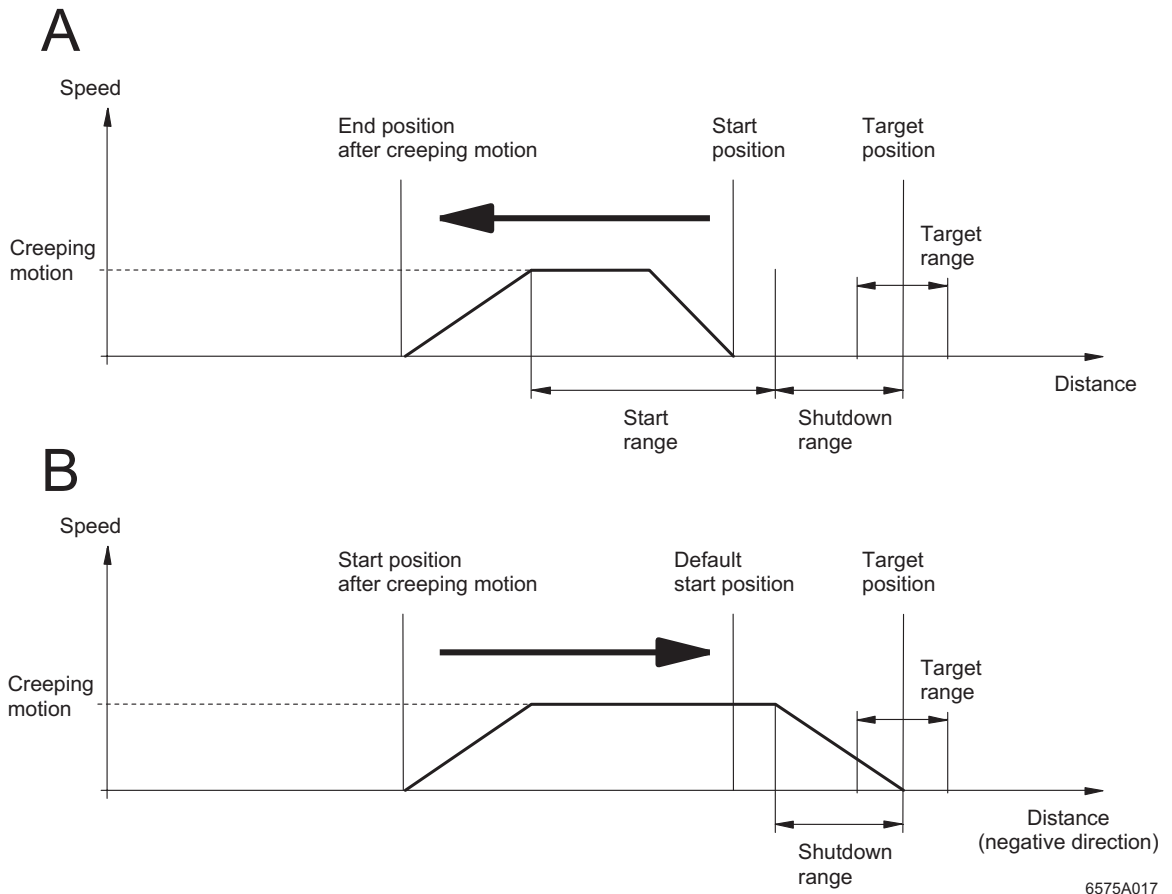 A
Speed
End position
after creeping motion
Start
position
Target
position
Target
range
Creeping
motion
Distance
Start
range
Shutdown
range
B
Speed
Start position
after creeping motion
Default
start position
Target
position
Target
range
Creeping
motion
Distance
(negative direction)
Shutdown
range
6575A017